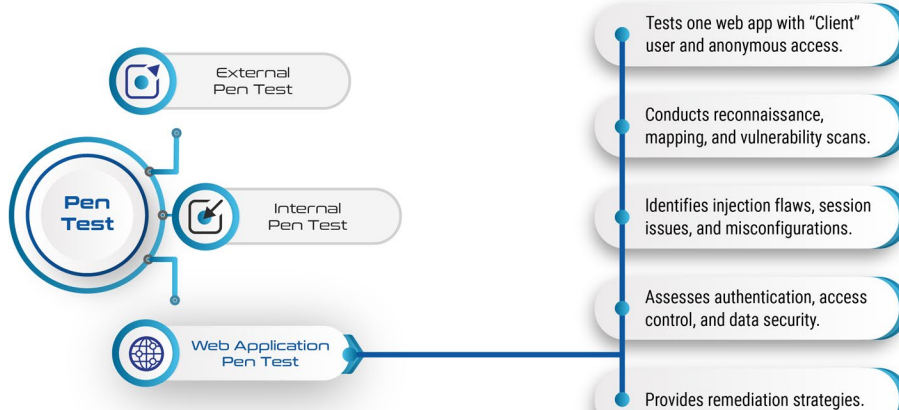 Pen
Test
External
Pen Test
Internal
Pen Test
Web Application
Pen Test
Tests one web app with “Client”
user and anonymous access.
Conducts reconnaissance,
mapping, and vulnerability scans.
Identifies injection flaws, session
issues, and misconfigurations.
Assesses authentication, access
control, and data security.
Provides remediation strategies.